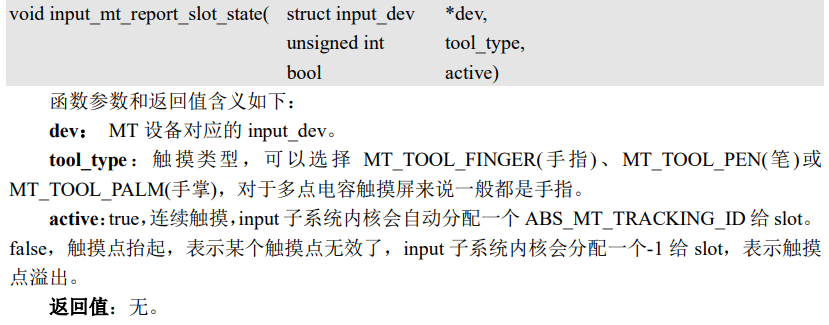 void input_mt_report_slot_state( struct input_dev *dev,
unsigned int tool_type,
bool active)
函数参数和返回值含义如下：
dev： MT 设备对应的 input_dev。
tool_type：触摸类型，可以选择 MT_TOOL_FINGER(手指)、MT_TOOL_PEN(笔)或
MT_TOOL_PALM(手掌)，对于多点电容触摸屏来说一般都是手指。
active：true，连续触摸，input 子系统内核会自动分配一个 ABS_MT_TRACKING_ID 给 slot。
false，触摸点抬起，表示某个触摸点无效了，input 子系统内核会分配一个-1 给 slot，表示触摸
点溢出。
返回值：无。